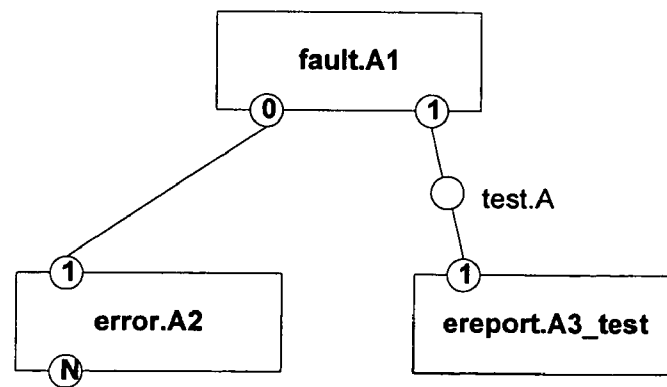 fault.A1
0 1
test.A
1 1
error.A2 ereport.A3_test
N